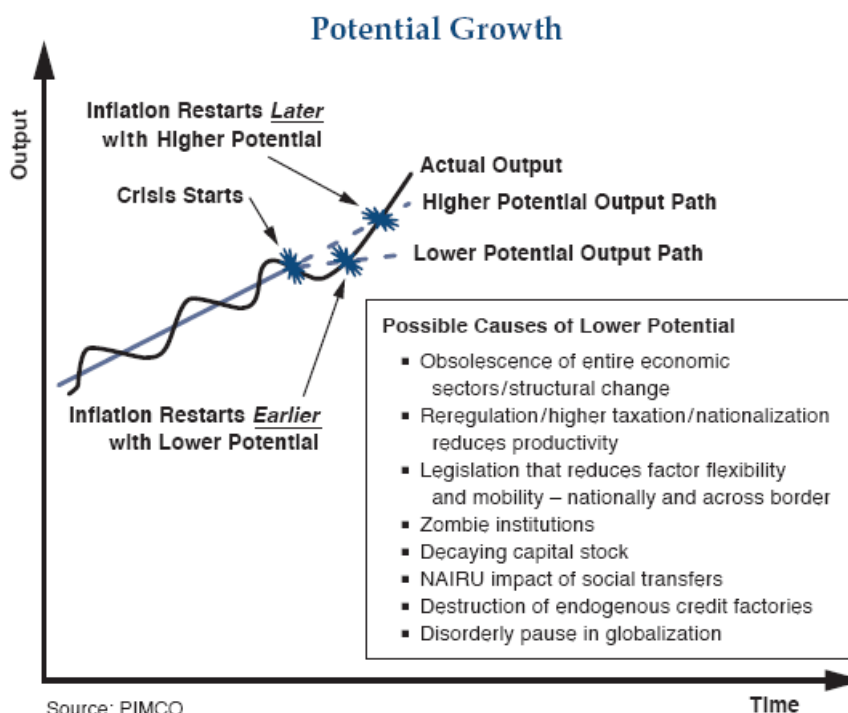 Potential Growth
Output
Inflation Restarts Later
with Higher Potential
Actual Output
Crisis Starts
Higher Potential Output Path
Lower Potential Output Path
Inflation Restarts Earlier
with Lower Potential
Possible Causes of Lower Potential
▪ Obsolescence of entire economic
sectors/structural change
▪ Reregulation/higher taxation/nationalization
reduces productivity
▪ Legislation that reduces factor flexibility
and mobility – nationally and across border
▪ Zombie institutions
▪ Decaying capital stock
▪ NAIRU impact of social transfers
▪ Destruction of endogenous credit factories
▪ Disorderly pause in globalization
Source: PIMCO
Time